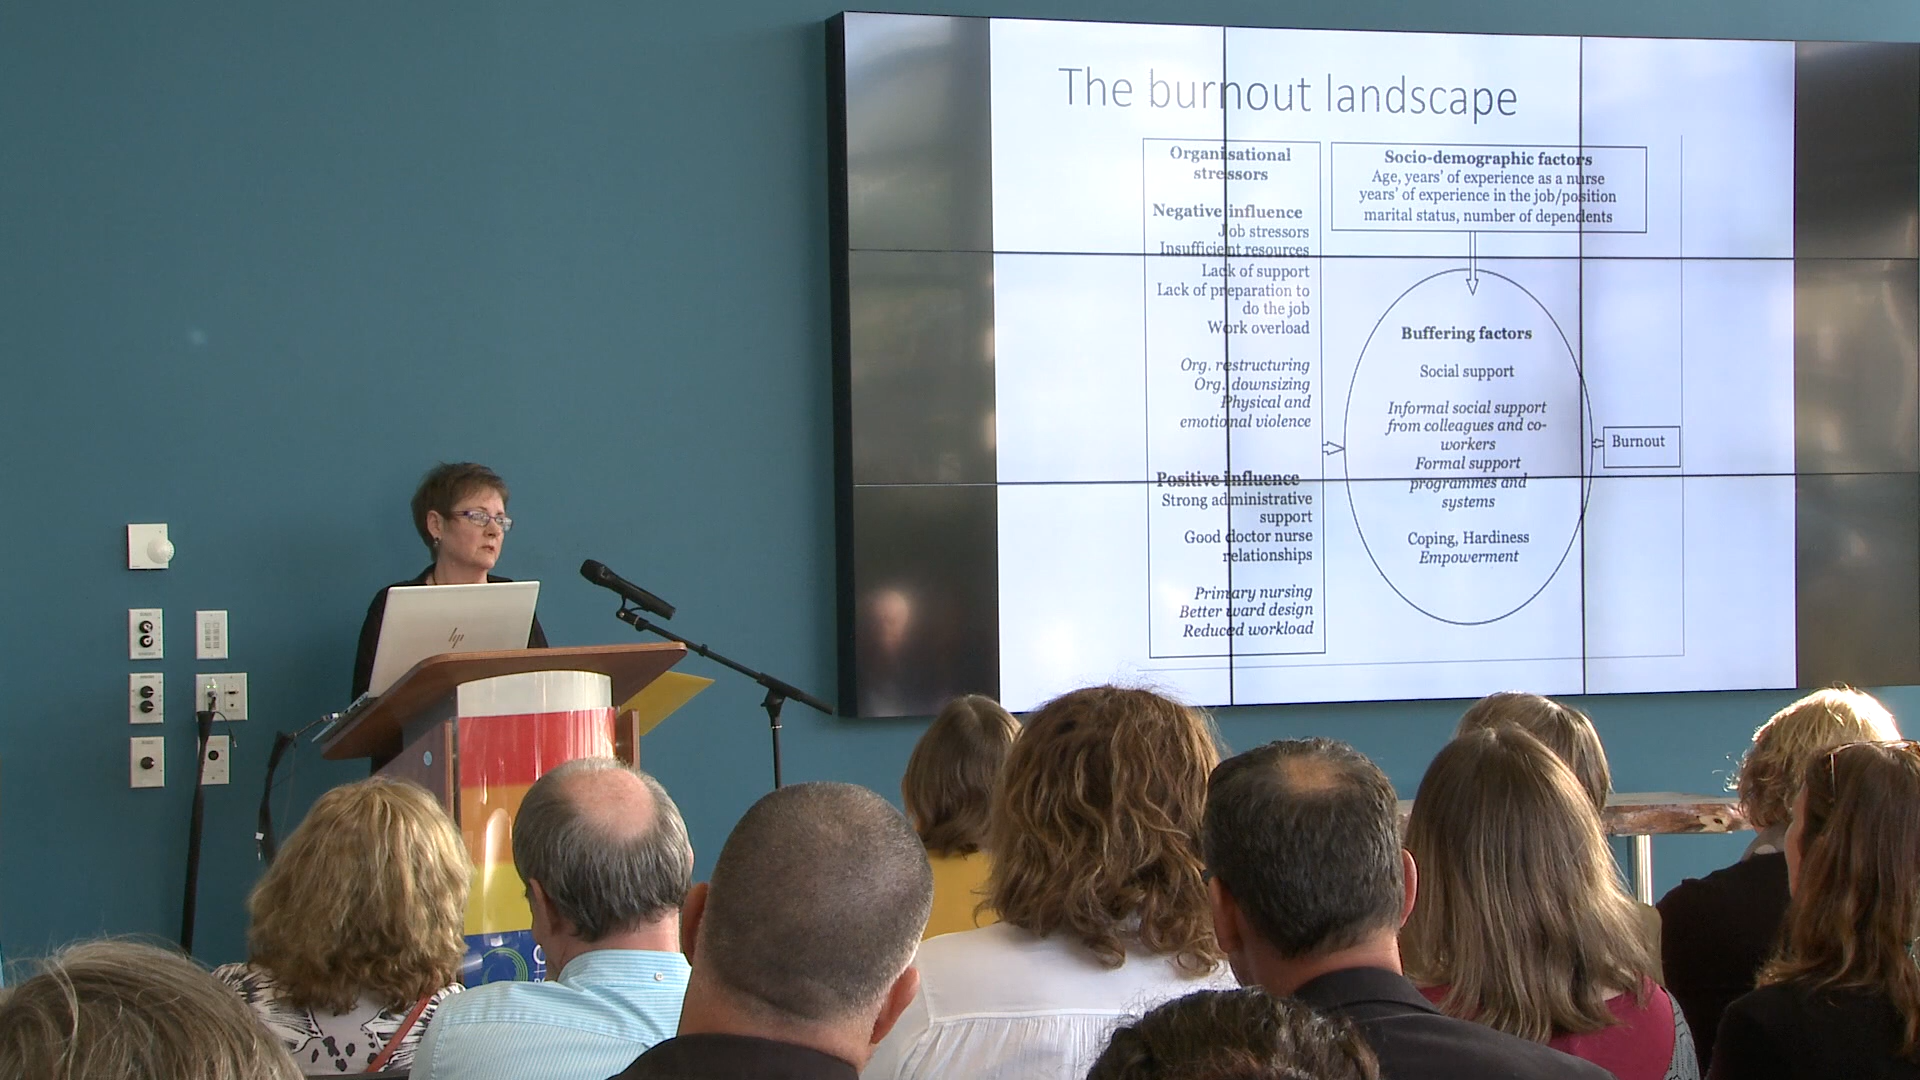 The burnout landscape
Organisational
stressors
Negative influence
Job stressors
Insufficient resources
Lack of support
Lack of preparation to
do the job
Work overload
Org. restructuring
Org. downsizing
Physical and
emotional violence
Positive influence
Strong administrative
support
Good doctor nurse
relationships
Primary nursing
Better ward design
Reduced workload
Socio-demographic factors
Age, years' of experience as a nurse
years' of experience in the job/position
marital status, number of dependents
Buffering factors
Social support
Informal social support
from colleagues and co-
workers
Formal support
programmes and
systems
Coping, Hardiness
Empowerment
Burnout
hp